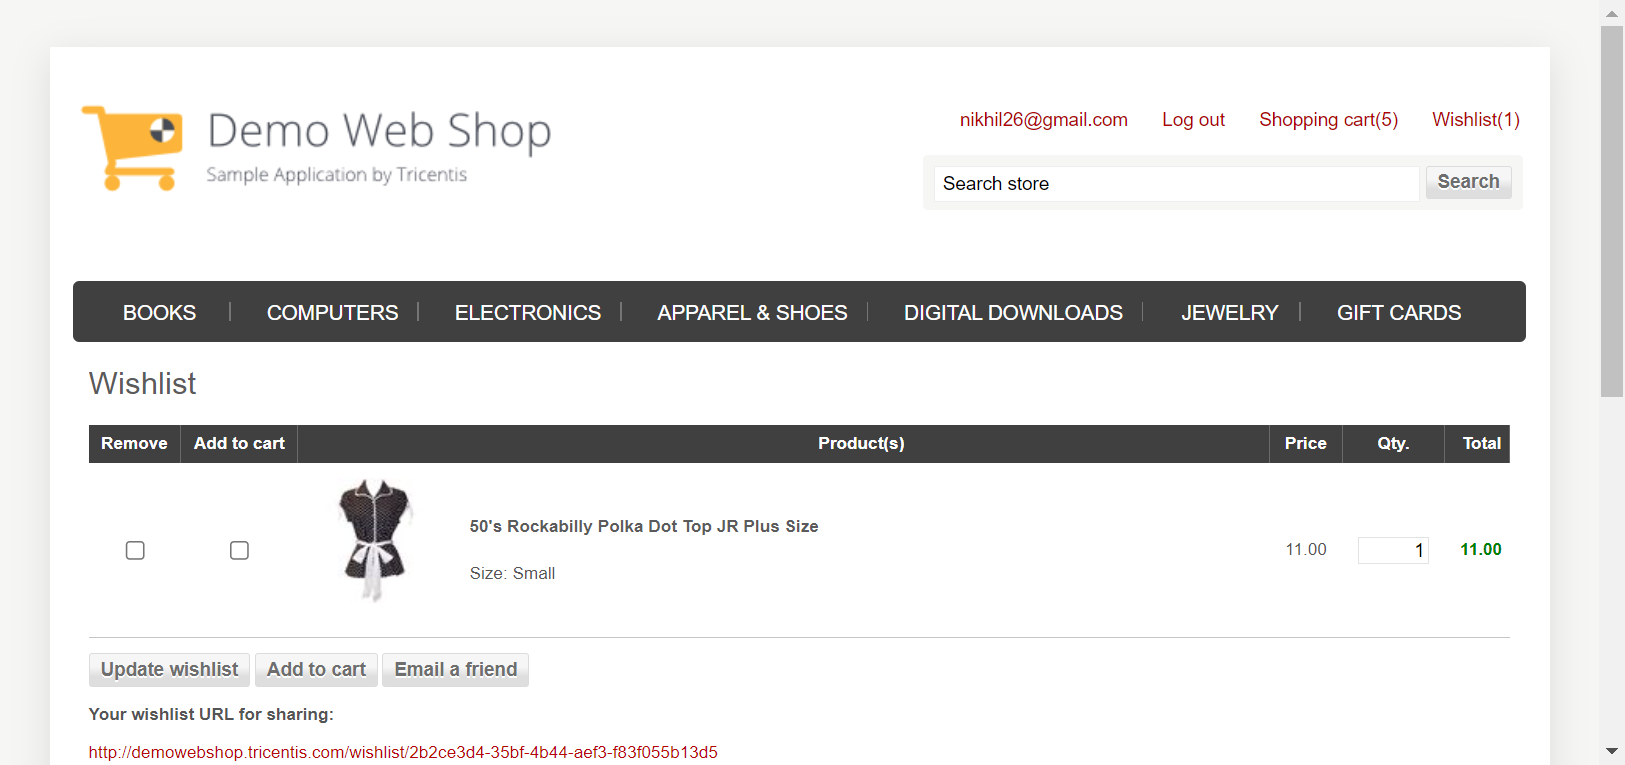 Demo Web Shop
Sample Application by Tricentis
nikhil26@gmail.com Log out Shopping cart(5) Wishlist(1)
Search store Search
BOOKS COMPUTERS ELECTRONICS APPAREL & SHOES DIGITAL DOWNLOADS JEWELRY GIFT CARDS
Wishlist
Remove Add to cart Product(s) Price Qty. Total
50's Rockabilly Polka Dot Top JR Plus Size
Size: Small
11.00 1 11.00
Update wishlist Add to cart Email a friend
Your wishlist URL for sharing:
http://demowebshop.tricentis.com/wishlist/2b2ce3d4-35bf-4b44-aef3-f83f055b13d5